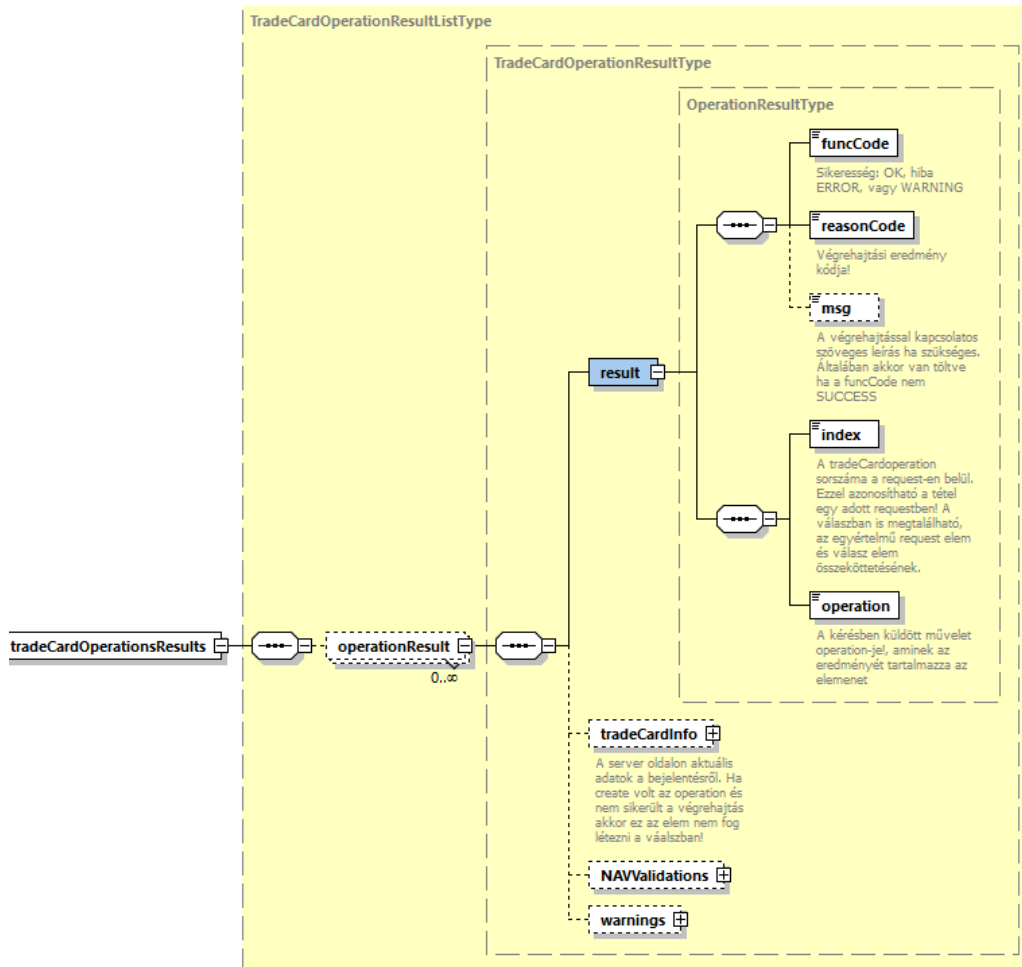 TradeCardOperationResultListType
TradeCardOperationResultType
OperationResultType
funcCode
Sikeresség: OK, hiba
ERROR, vagy WARNING
reasonCode
Végrehajtási eredmény
kódja!
msg
A végrehajtással kapcsolatos
szöveges leírás ha szükséges.
Általában akkor van töltve
ha a funcCode nem
SUCCESS
result
index
A tradeCardoperation
sorszáma a request-en belül.
Ezzel azonosítható a tétel
egy adott requestben! A
válaszban is megtalálható,
az egyértelmű request elem
és válasz elem
összeköttetésének.
operation
A kérésben küldött művelet
operation-je!, aminek az
eredményét tartalmazza az
elemenet
tradeCardOperationsResults
operationResult
0..∞
tradeCardInfo
A server oldalon aktuális
adatok a bejelentésről. Ha
create volt az operation és
nem sikerült a végrehajtás
akkor ez az elem nem fog
létezni a váalszban!
NAVValidations
warnings